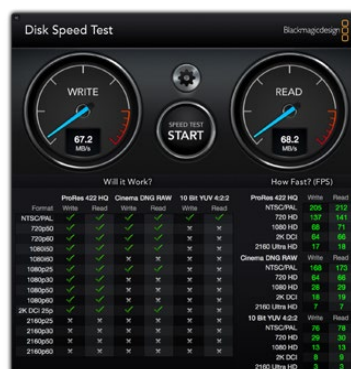 Disk Speed Test
Blackmagicdesign
WRITE
67.2
MB/s
SPEED TEST
START
READ
68.2
MB/s
Will it Work?
ProRes 422 HQ Cinema DNG RAW 10 Bit YUV 4:2:2
Format Write Read Write Read Write Read
NTSC/PAL
720p50
720p60
1080i50
1080i60
1080p25
1080p30
1080p50
1080p60
2K DCI 25p
2160p25
2160p30
2160p50
2160p60
How Fast? (FPS)
ProRes 422 HQ Write Read
NTSC/PAL 205 212
720 HD 137 141
1080 HD 68 71
2K DCI 64 66
2160 Ultra HD 17 18
Cinema DNG RAW Write Read
NTSC/PAL 168 173
720 HD 64 66
1080 HD 28 29
2K DCI 18 19
2160 Ultra HD 7 7
10 Bit YUV 4:2:2 Write Read
NTSC/PAL 76 78
720 HD 29 30
1080 HD 13 13
2K DCI 8 9
2160 Ultra HD 3 3